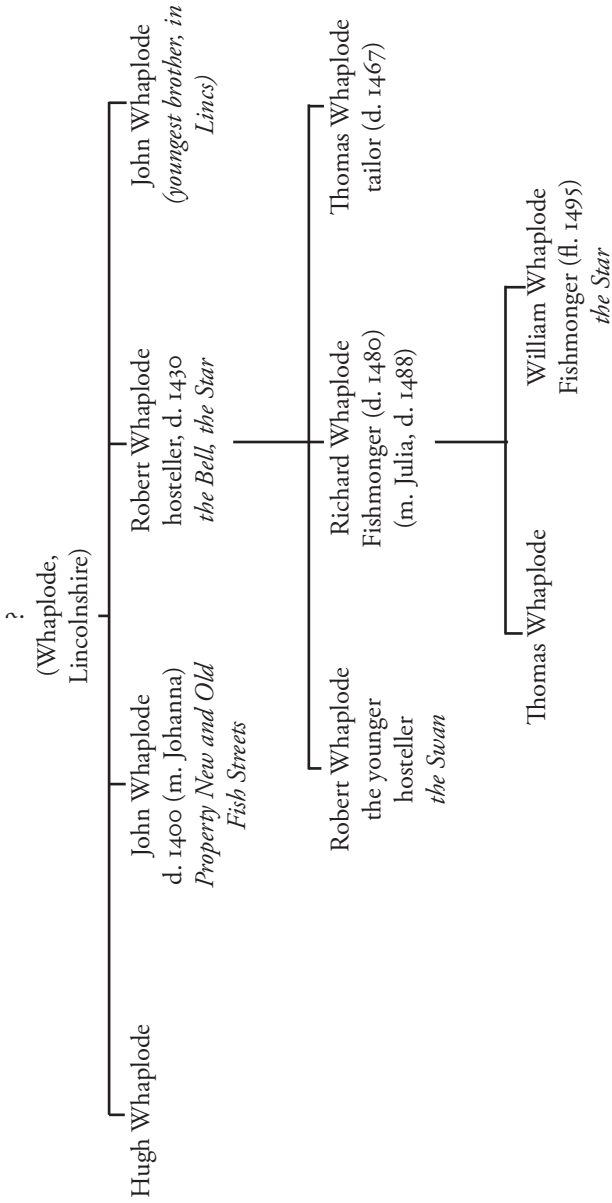 ?
(Whaplode,
Lincolnshire)
Hugh Whaplode
John Whaplode
d. 1400 (m. Johanna)
Property New and Old
Fish Streets
Robert Whaplode
hosteller, d. 1430
the Bell, the Star
John Whaplode
(youngest brother, in
Lincs)
Robert Whaplode
the younger
hosteller
the Swan
Richard Whaplode
Fishmonger (d. 1480)
(m. Julia, d. 1488)
Thomas Whaplode
tailor (d. 1467)
Thomas Whaplode
William Whaplode
Fishmonger (fl. 1495)
the Star